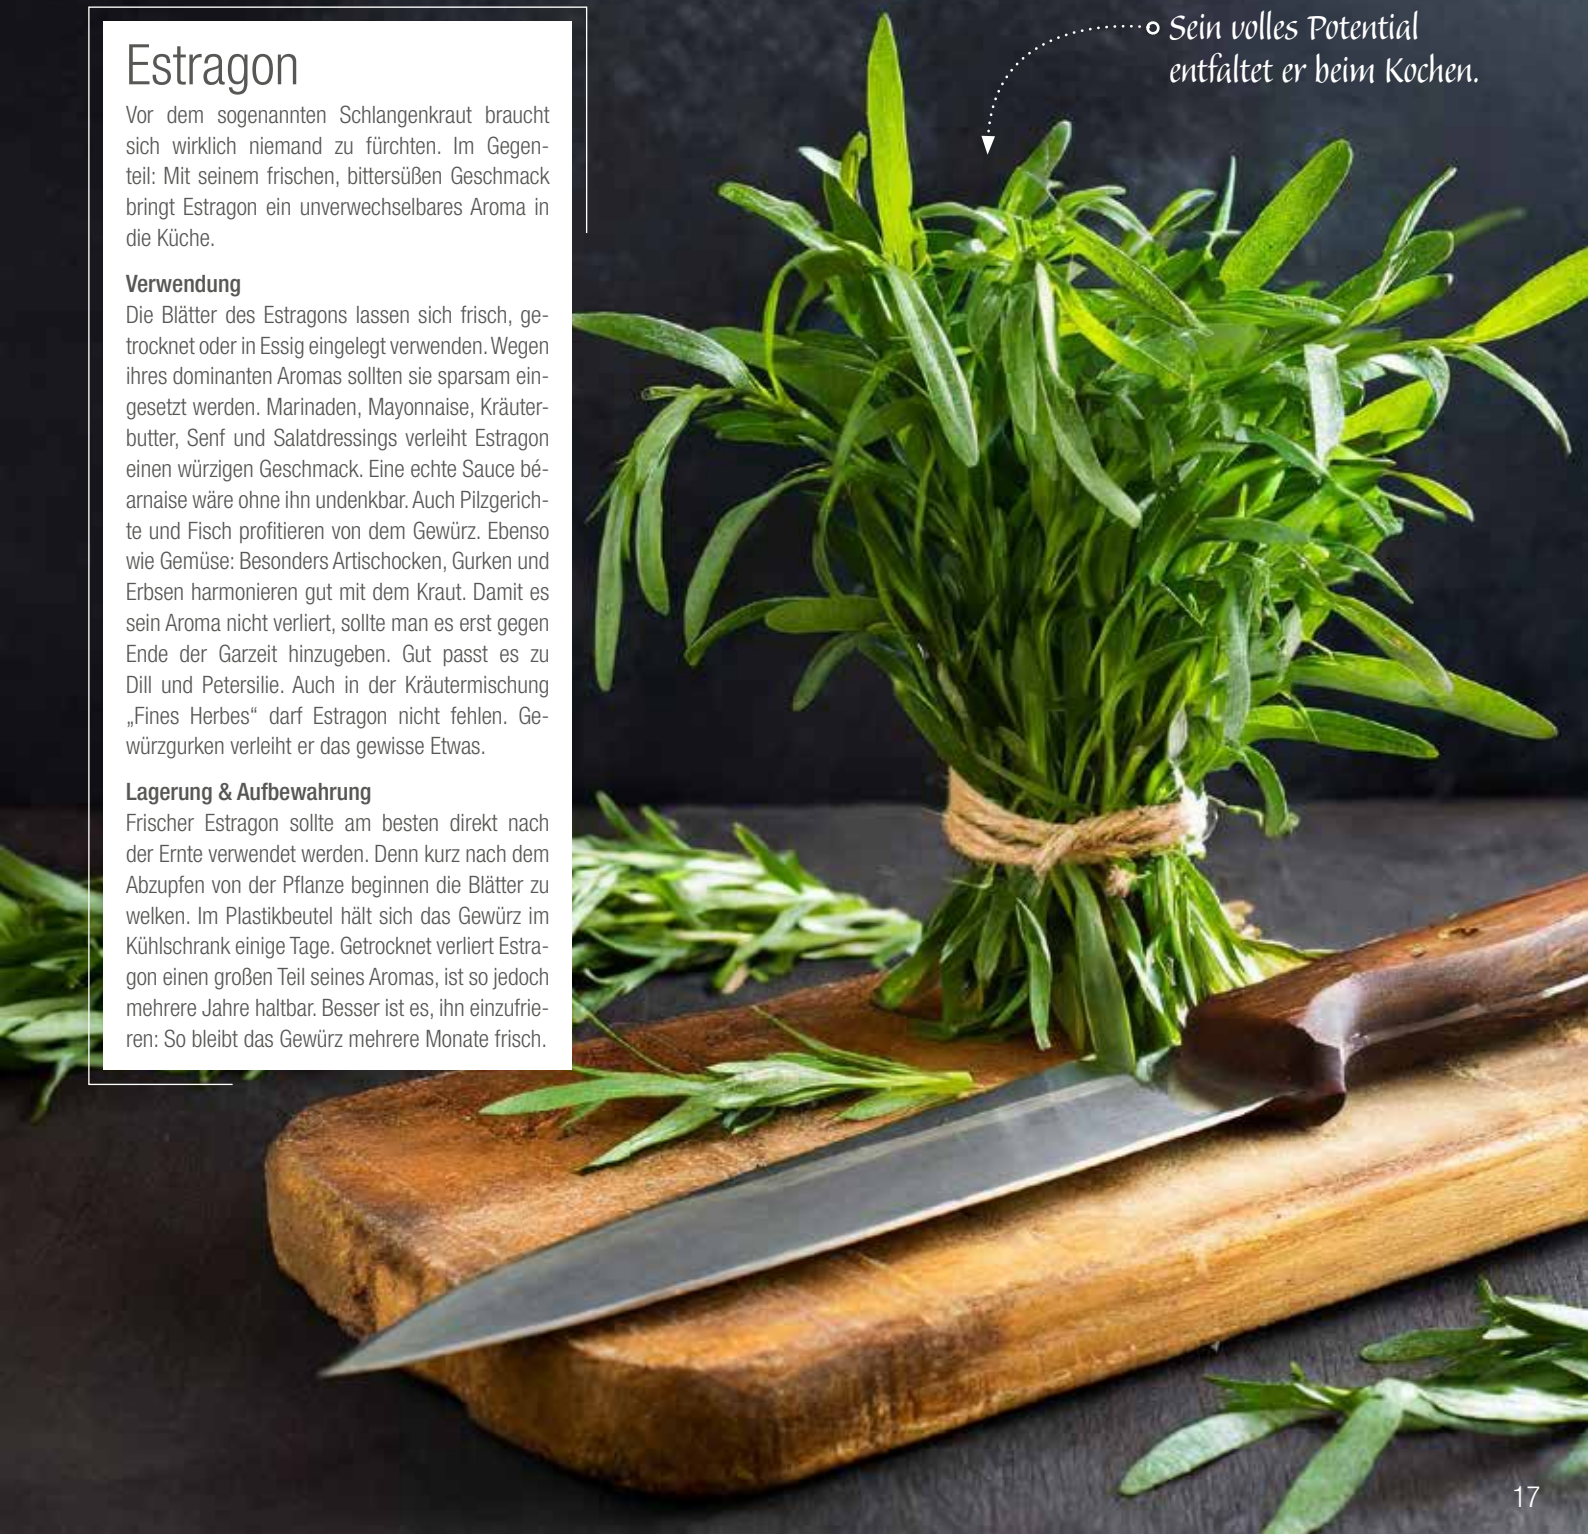 Estragon
Vor dem sogenannten Schlangenkraut braucht
sich wirklich niemand zu fürchten. Im Gegen-
teil: Mit seinem frischen, bittersüßen Geschmack
bringt Estragon ein unverwechselbares Aroma in
die Küche.
Verwendung
Die Blätter des Estragons lassen sich frisch, ge-
trocknet oder in Essig eingelegt verwenden. Wegen
ihres dominanten Aromas sollten sie sparsam ein-
gesetzt werden. Marinaden, Mayonnaise, Kräuter-
butter, Senf und Salatdressings verleiht Estragon
einen würzigen Geschmack. Eine echte Sauce bé-
arnaise wäre ohne ihn undenkbar. Auch Pilzgerich-
te und Fisch profitieren von dem Gewürz. Ebenso
wie Gemüse: Besonders Artischocken, Gurken und
Erbsen harmonieren gut mit dem Kraut. Damit es
sein Aroma nicht verliert, sollte man es erst gegen
Ende der Garzeit hinzugeben. Gut passt es zu
Dill und Petersilie. Auch in der Kräutermischung
„Fines Herbes“ darf Estragon nicht fehlen. Ge-
würzgurken verleiht er das gewisse Etwas.
Lagerung & Aufbewahrung
Frischer Estragon sollte am besten direkt nach
der Ernte verwendet werden. Denn kurz nach dem
Abzupfen von der Pflanze beginnen die Blätter zu
welken. Im Plastikbeutel hält sich das Gewürz im
Kühlschrank einige Tage. Getrocknet verliert Estra-
gon einen großen Teil seines Aromas, ist so jedoch
mehrere Jahre haltbar. Besser ist es, ihn einzufrie-
ren: So bleibt das Gewürz mehrere Monate frisch.
Sein volles Potential
entfaltet er beim Kochen.
17